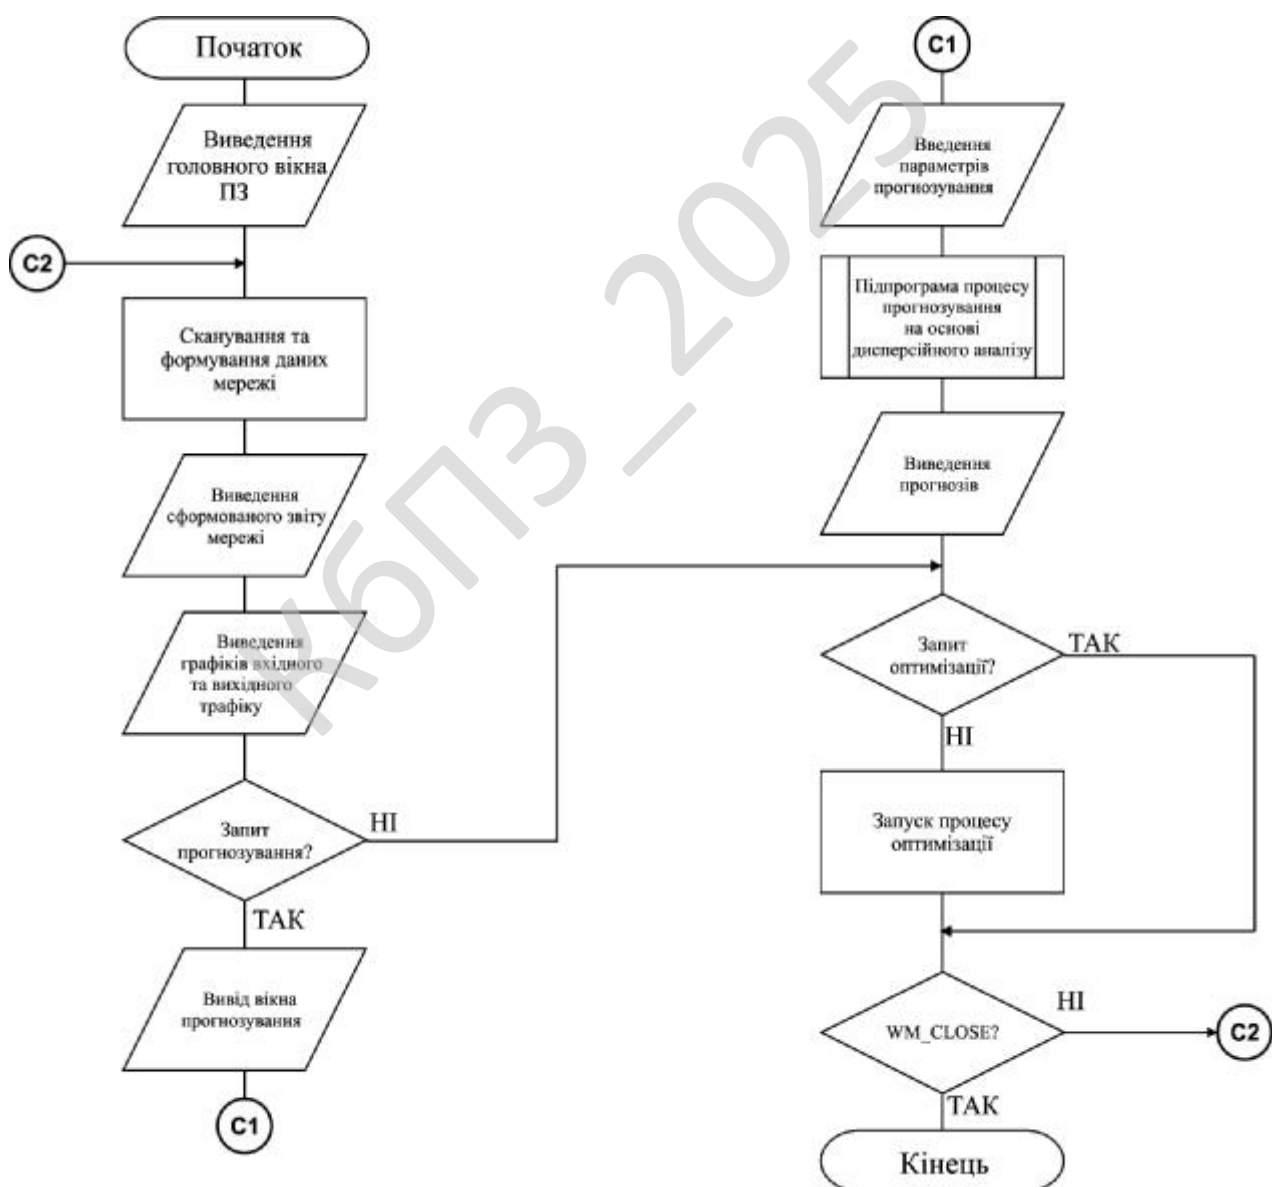 Початок
Виведення
головного вікна
ПЗ
C2
Сканування та
формування даних
мережі
Виведення
сформованого звіту
мережі
Виведення
графіків вхідного
та вихідного
трафіку
Запит
прогнозування?
НІ
ТАК
Вивід вікна
прогнозування
C1
C1
Введення
параметрів
прогнозування
Підпрограма процесу
прогнозування
на основі
дисперсійного аналізу
Виведення
прогнозів
Запит
оптимізації?
ТАК
НІ
Запуск процесу
оптимізації
WM_CLOSE?
НІ
C2
ТАК
Кінець
КбПЗ_2025